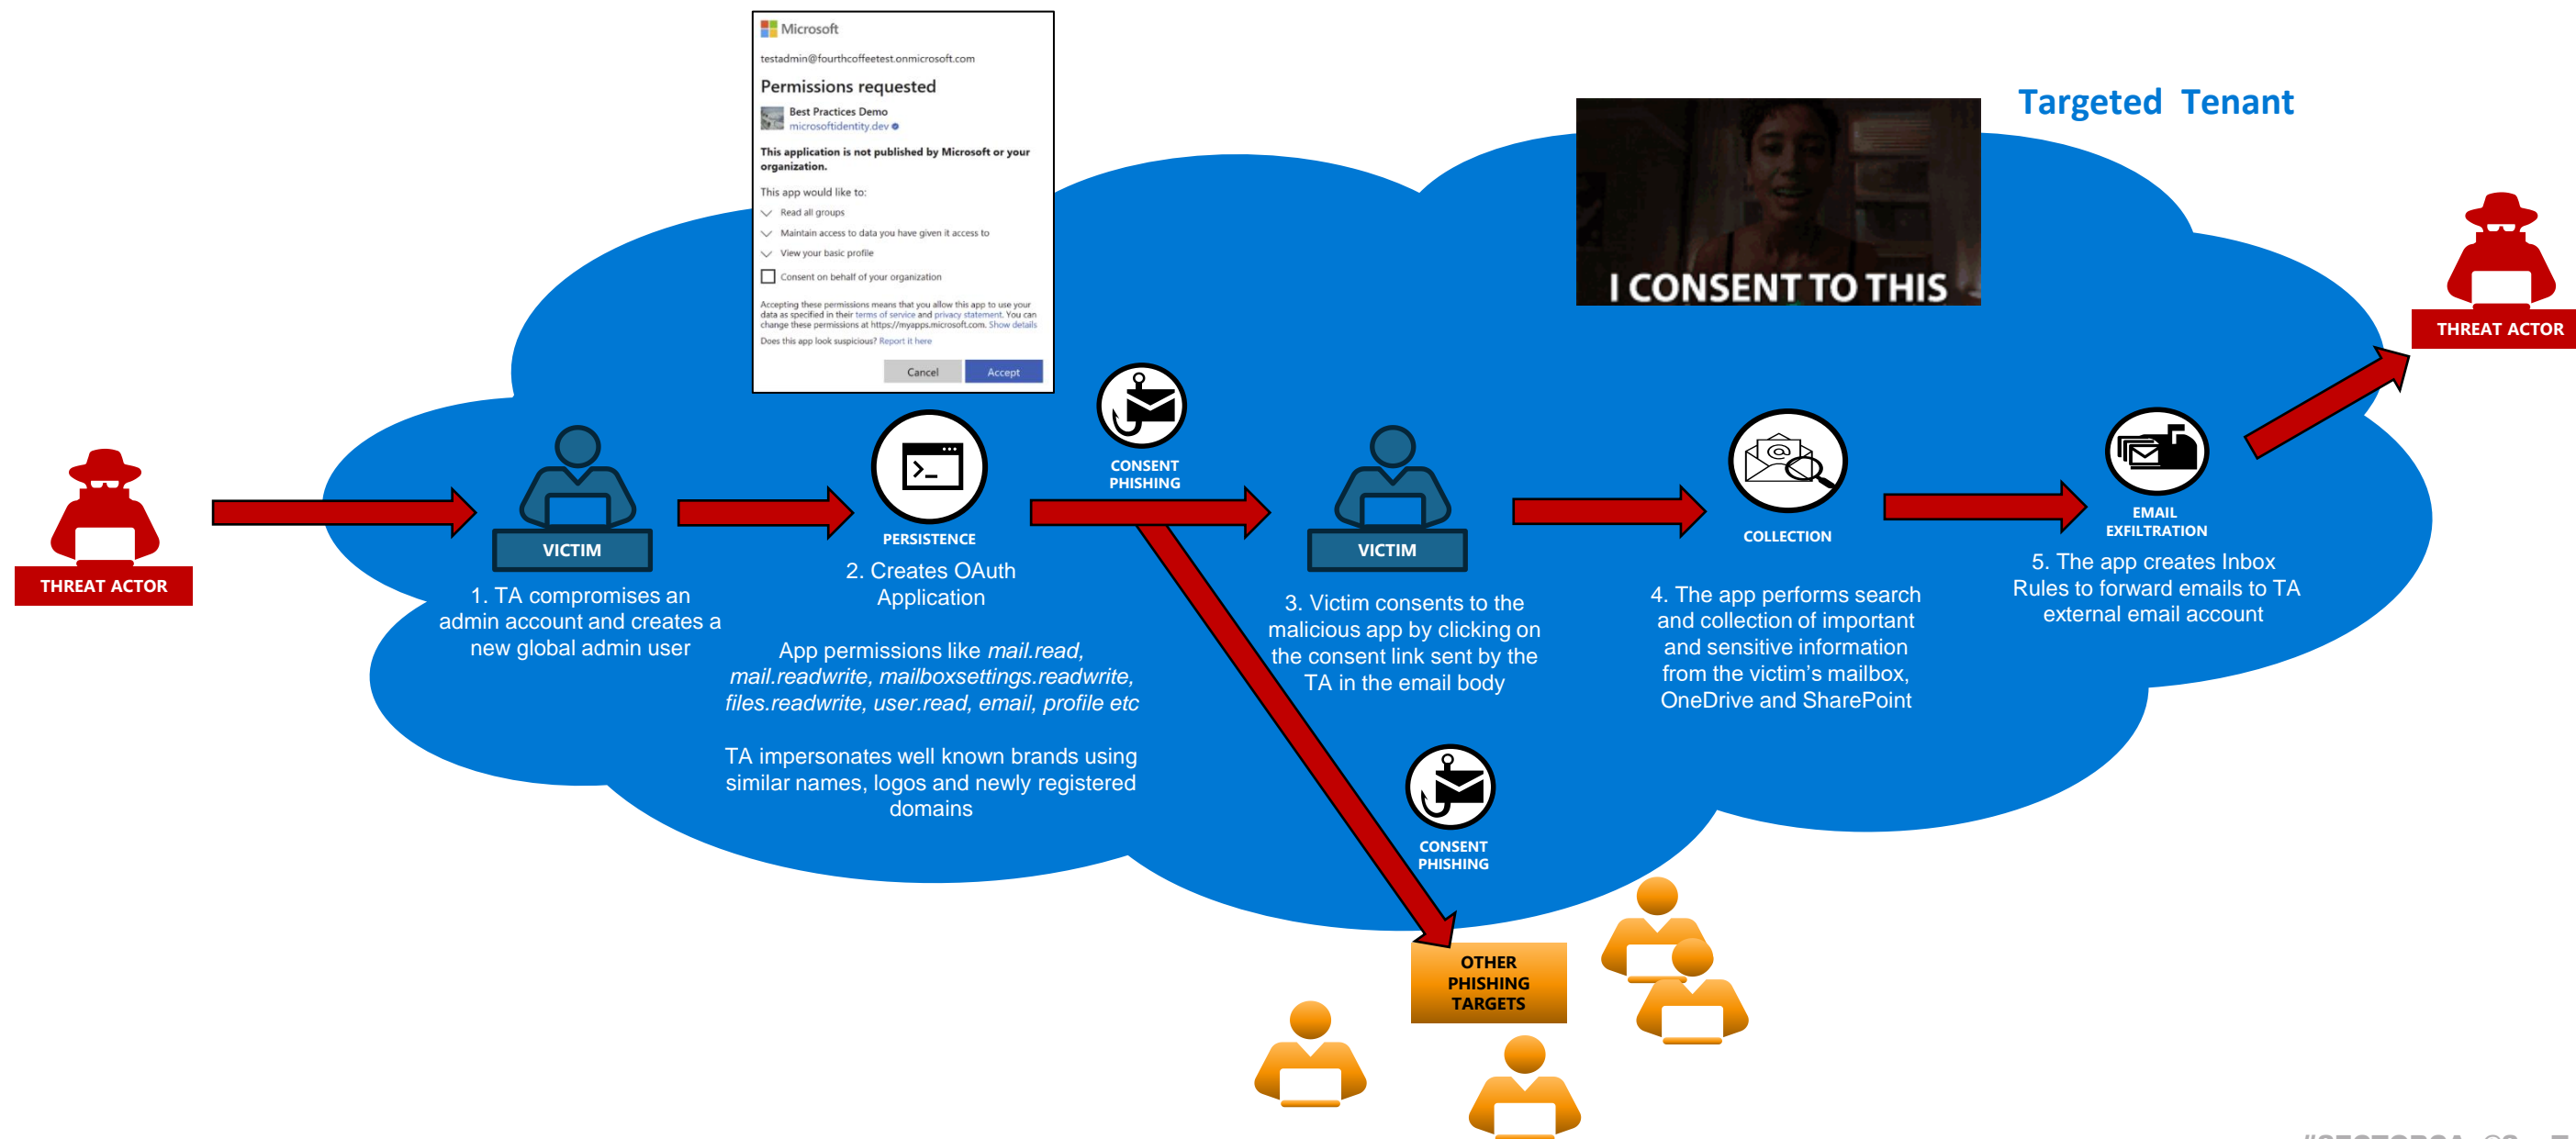 Microsoft
testadmin@fourthcoffeetest.onmicrosoft.com
Permissions requested
Best Practices Demo
microsoftidentity.dev
This application is not published by Microsoft or your
organization.
This app would like to:
Read all groups
Maintain access to data you have given it access to
View your basic profile
Consent on behalf of your organization
Accepting these permissions means that you allow this app to use your
data as specified in their terms of service and privacy statement. You can
change these permissions at https://myapps.microsoft.com. Show details
Does this app look suspicious? Report it here
Cancel
Accept
I CONSENT TO THIS
Targeted Tenant
THREAT ACTOR
THREAT ACTOR
VICTIM
1. TA compromises an
admin account and creates a
new global admin user
PERSISTENCE
2. Creates OAuth
Application
App permissions like mail.read,
mail.readwrite, mailboxsettings.readwrite,
files.readwrite, user.read, email, profile etc
TA impersonates well known brands using
similar names, logos and newly registered
domains
CONSENT
PHISHING
VICTIM
3. Victim consents to the
malicious app by clicking on
the consent link sent by the
TA in the email body
COLLECTION
4. The app performs search
and collection of important
and sensitive information
from the victim's mailbox,
OneDrive and SharePoint
EMAIL
EXFILTRATION
5. The app creates Inbox
Rules to forward emails to TA
external email account
CONSENT
PHISHING
OTHER
PHISHING
TARGETS